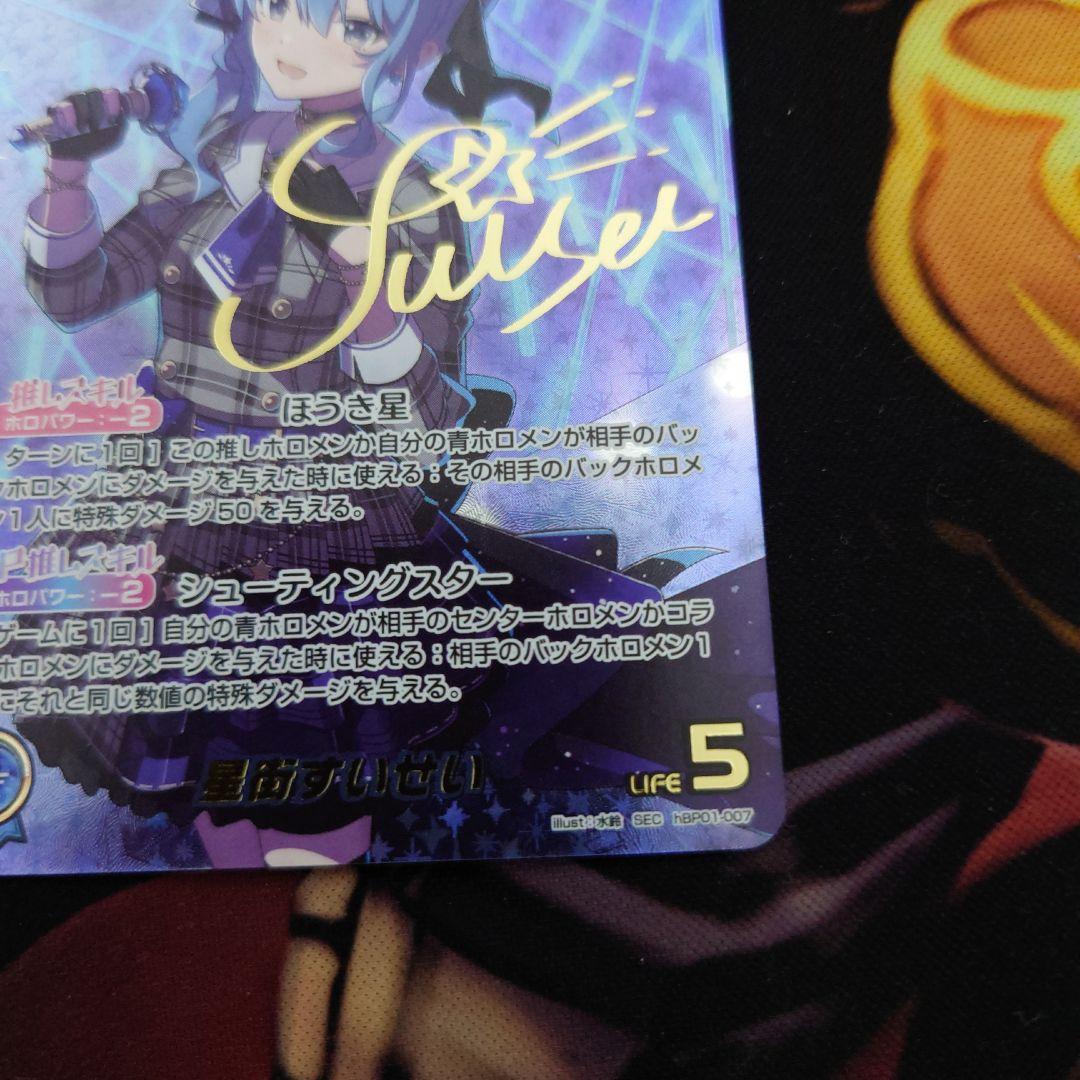 Suisei
推しスキル
ホロパワー：－2
ほうき星
ターンに1回］この推しホロメンか自分の青ホロメンが相手のバッ
クホロメンにダメージを与えた時に使える：その相手のバックホロメ
ン1人に特殊ダメージ50を与える。
SP推しスキル
ホロパワー：－2
シューティングスター
ゲームに1回］自分の青ホロメンが相手のセンターホロメンかコラ
ホロメンにダメージを与えた時に使える：相手のバックホロメン1
にそれと同じ数値の特殊ダメージを与える。
星街すいせい
LIFE 5
illust：水鈴 SEC hBP01-007